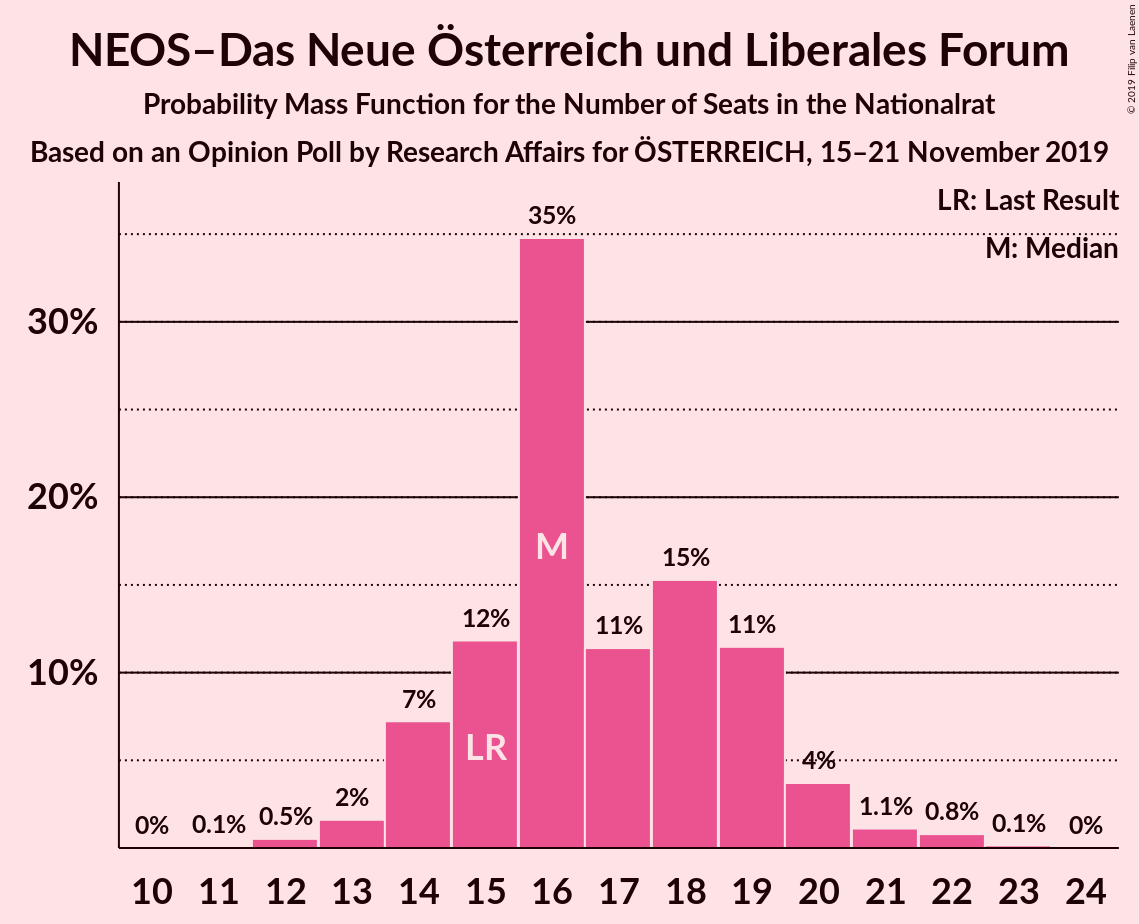 NEOS–Das Neue Österreich und Liberales Forum
Probability Mass Function for the Number of Seats in the Nationalrat
Based on an Opinion Poll by Research Affairs for ÖSTERREICH, 15–21 November 2019
© 2019 Filip van Laenen
LR: Last Result
M: Median
35%
30%
20%
10%
M
LR
0%
0.1%
0.5%
2%
7%
12%
11%
15%
11%
4%
1.1%
0.8%
0.1%
0%
10 11 12 13 14 15 16 17 18 19 20 21 22 23 24